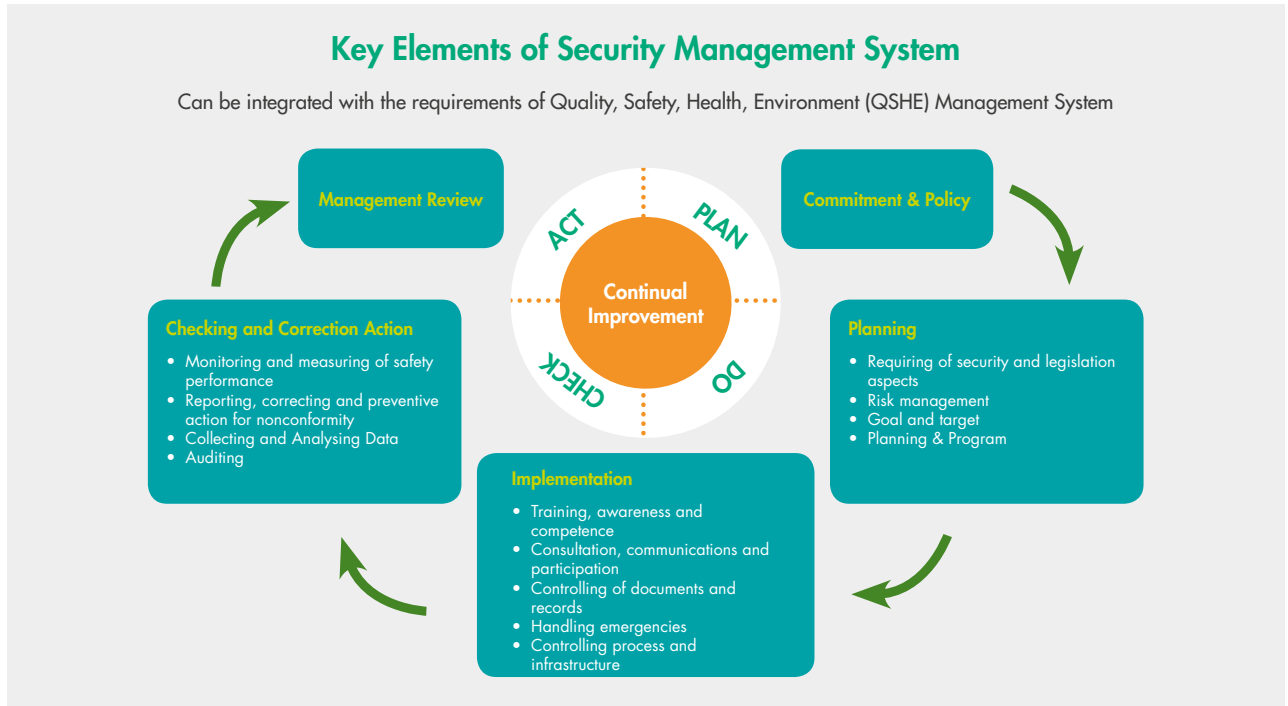 Key Elements of Security Management System
Can be integrated with the requirements of Quality, Safety, Health, Environment (QSHE) Management System
Management Review
ACT
PLAN
Commitment & Policy
Continual
Improvement
CHECK
DO
Checking and Correction Action
• Monitoring and measuring of safety
performance
• Reporting, correcting and preventive
action for nonconformity
• Collecting and Analysing Data
• Auditing
Planning
• Requiring of security and legislation
aspects
• Risk management
• Goal and target
• Planning & Program
Implementation
• Training, awareness and
competence
• Consultation, communications and
participation
• Controlling of documents and
records
• Handling emergencies
• Controlling process and
infrastructure